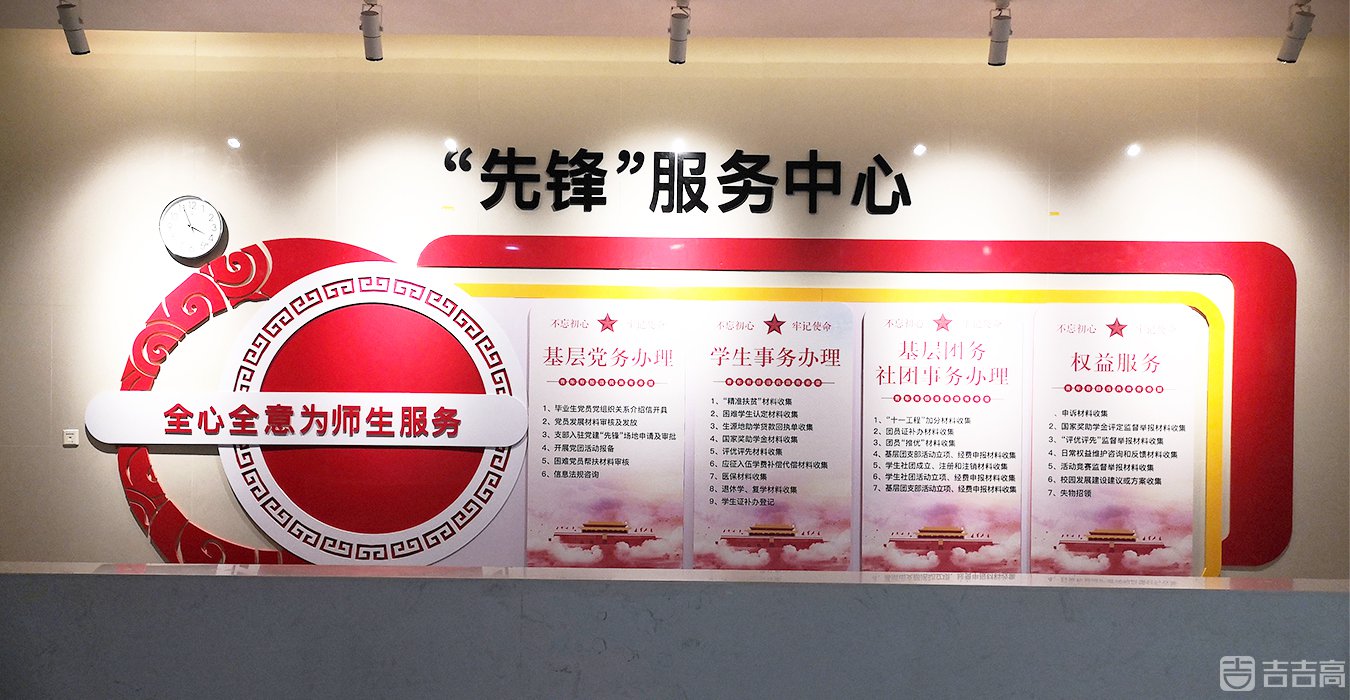 “先锋”服务中心
全心全意为师生服务
不忘初心
基层党务办理
1、毕业生党员党组织关系介绍信开具
2、党员发展材料审核及发放
3、支部入驻党建“先锋”场地申请及审批
4、开展党团活动报备
5、困难党员帮扶材料审核
6、信息法规咨询
不忘初心 牢记使命
学生事务办理
1、“精准扶贫”材料收集
2、困难学生认定材料收集
3、生源地助学贷款回执单收集
4、国家奖助学金材料收集
5、评优评先材料收集
6、应征入伍学费补偿代偿材料收集
7、医保材料收集
8、退休学、复学材料收集
9、学生证补办登记
不忘初心
基层团务
社团事务办理
1、“十一工程”加分材料收集
2、团员证补办材料收集
3、团员“推优”材料收集
4、基层团支部活动立项、经费申报材料收集
5、学生社团成立、注册和注销材料收集
6、学生社团活动立项、经费申报材料收集
7、基层团支部活动立项、经费申报材料收集
不忘初心
权益服务
、申诉材料收集
2、国家奖学金评定监督举报材料收集
3、“评优评先”监督举报材料收集
4、日常权益维护咨询和反馈材料收集
5、活动竞赛监督举报材料收集
6、校园发展建设建议或方案收集
7、失物招领
吉吉高